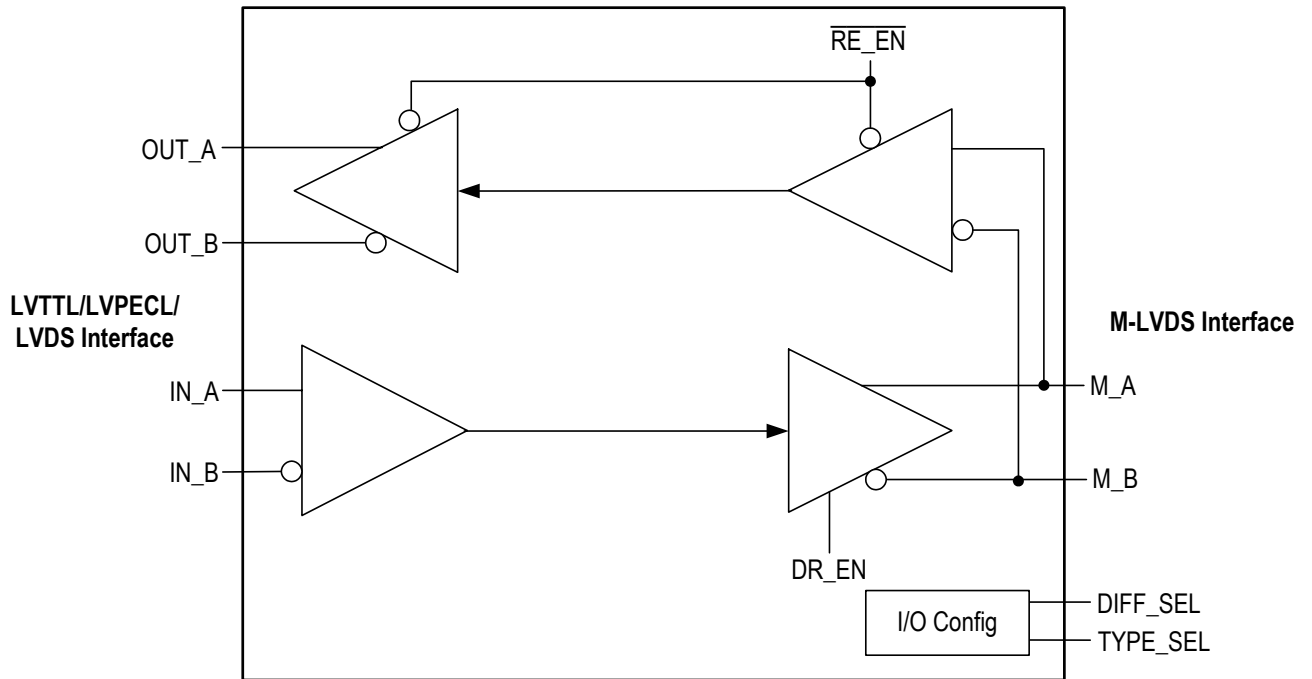 RE_EN
OUT_A
OUT_B
LVTTL/LVPECL/
LVDS Interface
M-LVDS Interface
IN_A
M_A
IN_B
M_B
DR_EN
DIFF_SEL
I/O Config
TYPE_SEL